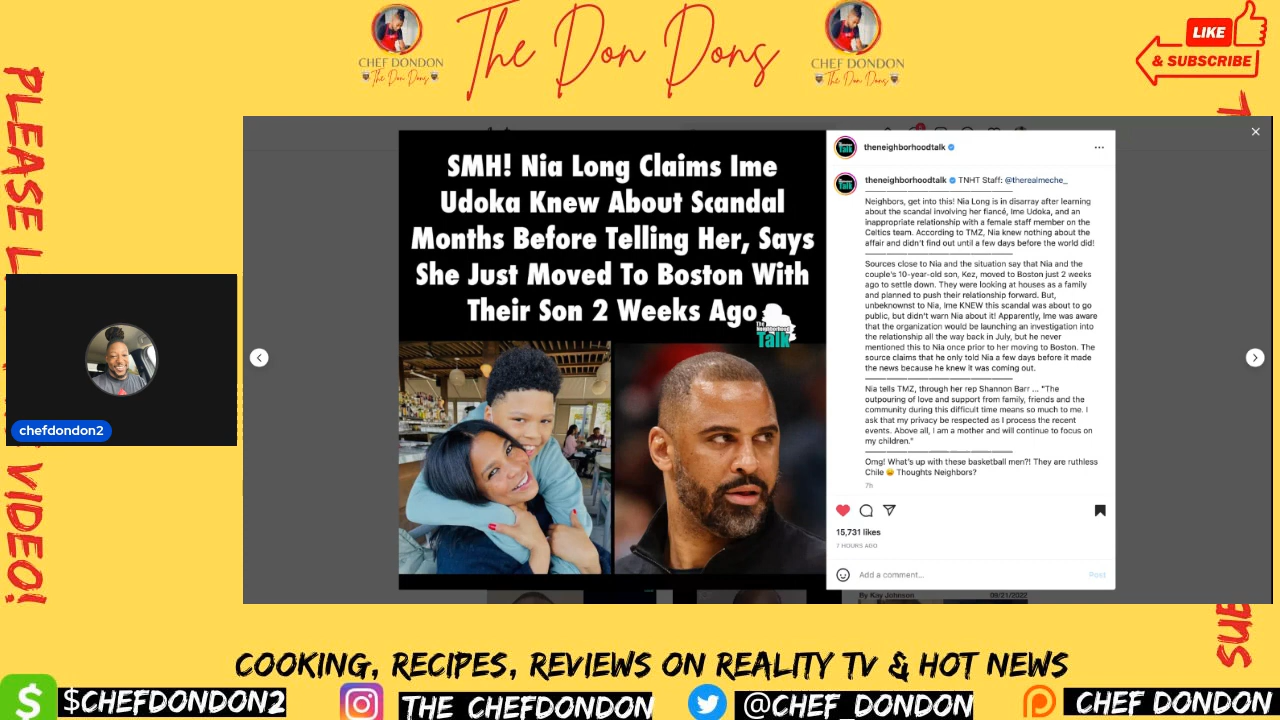 CHEF DONDON
The Don Dons
The Don Dons
CHEF DONDON
The Don Dons
LIKE
& SUBSCRIBE
PLEASE L
VIDEO!
chefdondon2
SMH! Nia Long Claims Ime
Udoka Knew About Scandal
Months Before Telling Her, Says
She Just Moved To Boston With
Their Son 2 Weeks Ago
The
Neighborhood
Talk
theneighborhoodtalk
theneighborhoodtalk TNHT Staff: @therealmeche_
Neighbors, get into this! Nia Long is in disarray after learning
about the scandal involving her fiancé, Ime Udoka, and an
inappropriate relationship with a female staff member on the
Celtics team. According to TMZ, Nia knew nothing about the
affair and didn't find out until a few days before the world did!
Sources close to Nia and the situation say that Nia and the
couple's 10-year-old son, Kez, moved to Boston just 2 weeks
ago to settle down. They were looking at houses as a family
and planned to push their relationship forward. But,
unbeknownst to Nia, Ime KNEW this scandal was about to go
public, but didn't warn Nia about it! Apparently, Ime was aware
that the organization would be launching an investigation into
the relationship all the way back in July, but he never
mentioned this to Nia once prior to her moving to Boston. The
source claims that he only told Nia a few days before it made
the news because he knew it was coming out.
Nia tells TMZ, through her rep Shannon Barr ... "The
outpouring of love and support from family, friends and the
community during this difficult time means so much to me. I
ask that my privacy be respected as I process the recent
events. Above all, I am a mother and will continue to focus on
my children."
Omg! What's up with these basketball men?! They are ruthless
Chile 😩 Thoughts Neighbors?
7h
15,731 likes
7 HOURS AGO
Add a comment...
Post
By Kay Johnson
09/21/2022
COOKING, RECIPES, REVIEWS ON REALITY TV & HOT NEWS
$CHEFDONDON2
THE CHEFDONDON
@CHEF_DONDON
CHEF DONDON